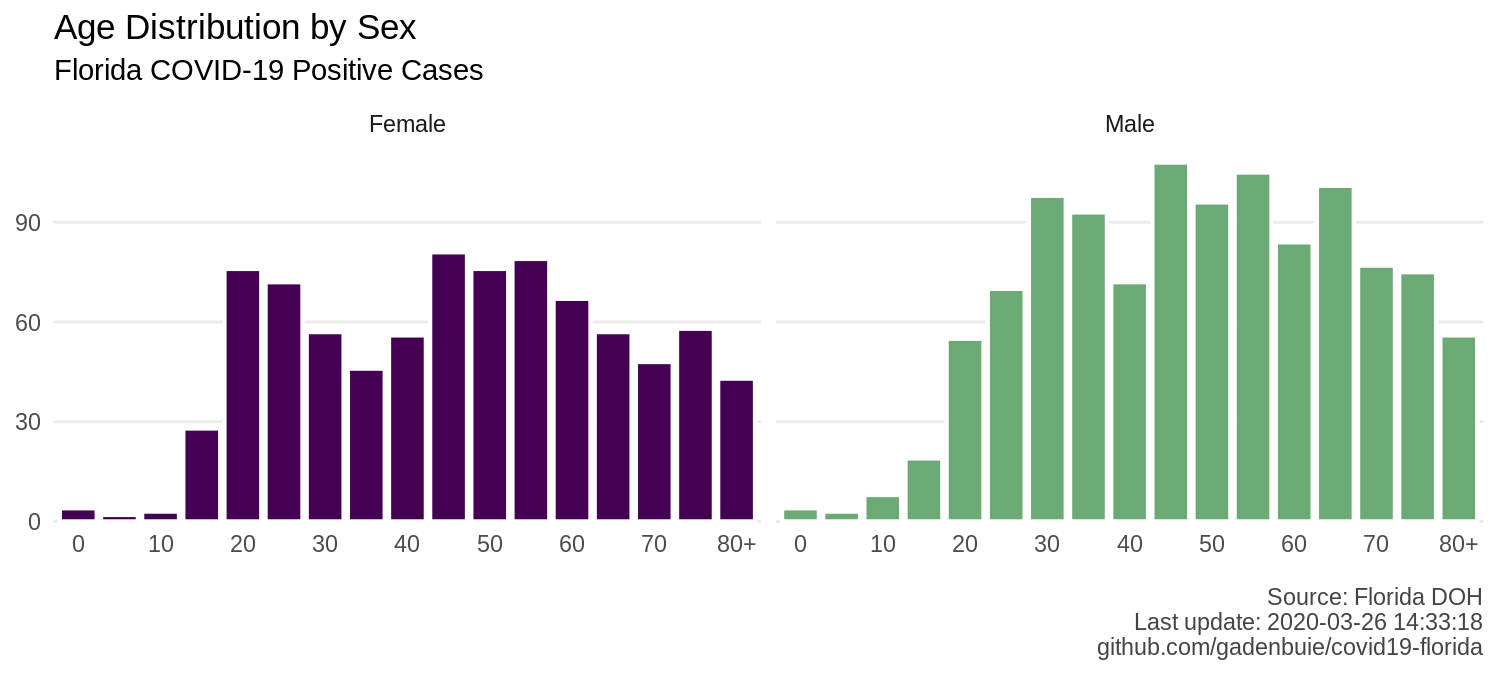 Age Distribution by Sex
Florida COVID-19 Positive Cases
Female
Male
90
60
30
0
0 10 20 30 40 50 60 70 80+
0 10 20 30 40 50 60 70 80+
Source: Florida DOH
Last update: 2020-03-26 14:33:18
github.com/gadenbuie/covid19-florida